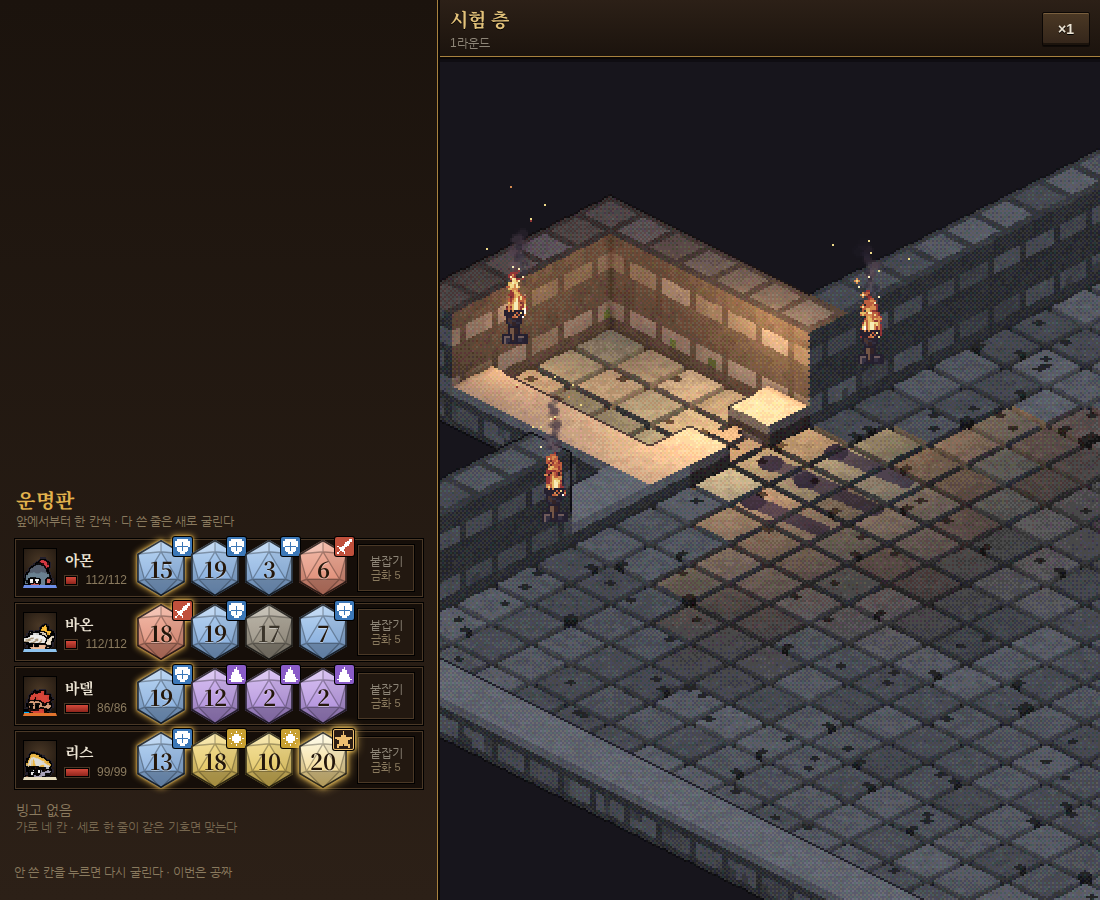 시험 층
1라운드
×1
운명판
앞에서부터 한 칸씩 · 다 쓴 줄은 새로 굴린다
아몬
112/112
15 19 3 6
붙잡기
금화 5
바온
112/112
18 19 17 7
붙잡기
금화 5
바델
86/86
19 12 2 2
붙잡기
금화 5
리스
99/99
13 18 10 20
붙잡기
금화 5
빙고 없음
가로 네 칸 · 세로 한 줄이 같은 기호면 맞는다
안 쓴 칸을 누르면 다시 굴린다 · 이번은 공짜